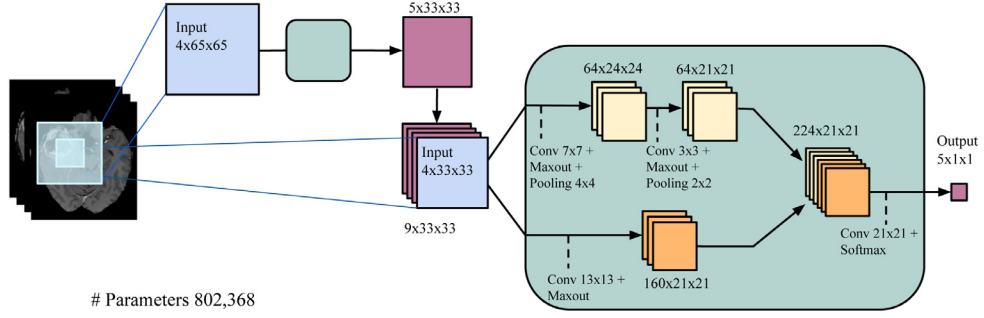 Input
4x65x65
5x33x33
Input
4x33x33
9x33x33
64x24x24
64x21x21
Conv 7x7 +
Maxout +
Pooling 4x4
Conv 3x3 +
Maxout +
Pooling 2x2
224x21x21
Output
5x1x1
Conv 21x21 +
Softmax
Conv 13x13 +
Maxout
160x21x21
# Parameters 802,368